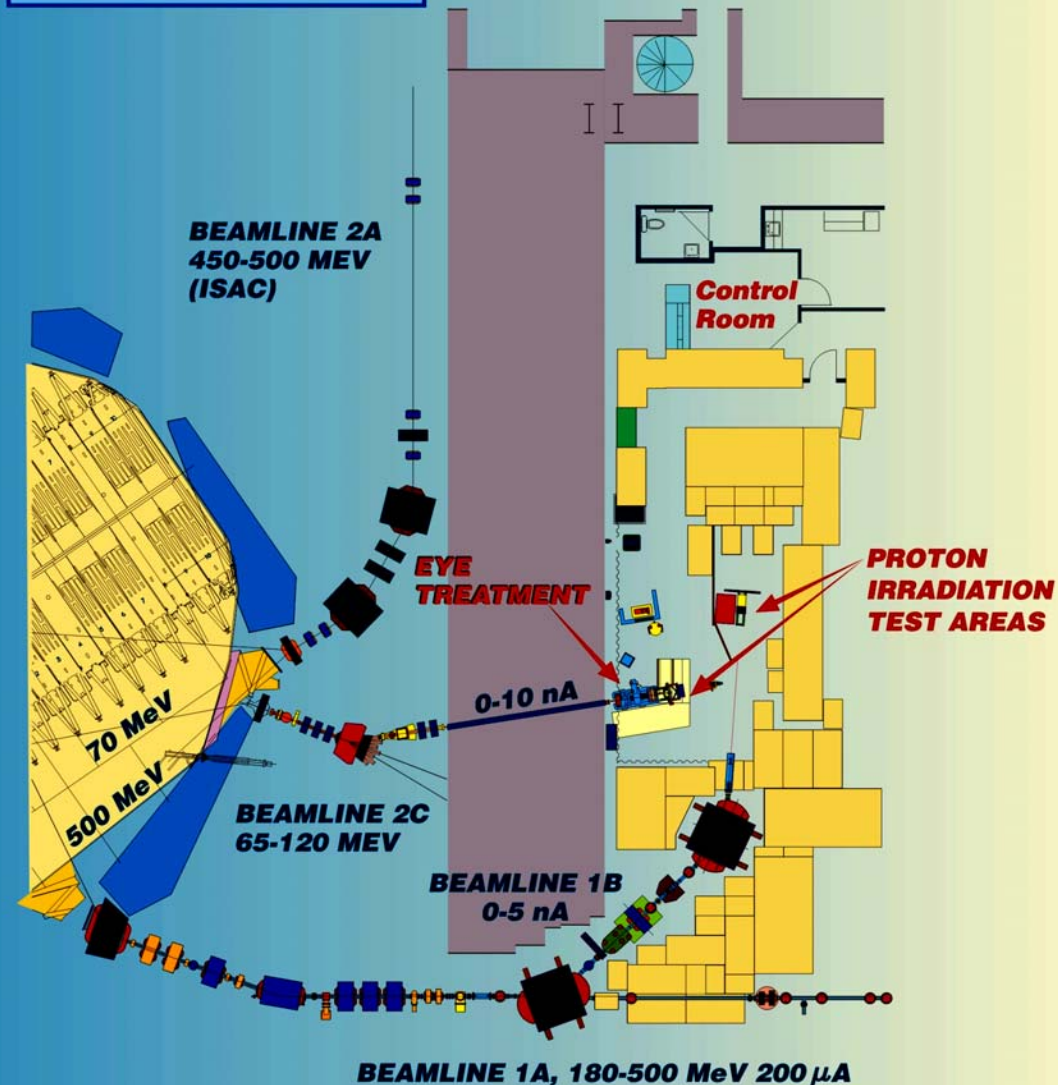 BEAMLINE 2A
450-500 MEV
(ISAC)
Control
Room
EYE
TREATMENT
PROTON
IRRADIATION
TEST AREAS
0-10 nA
70 MeV
500 MeV
BEAMLINE 2C
65-120 MEV
BEAMLINE 1B
0-5 nA
BEAMLINE 1A, 180-500 MeV 200 µA